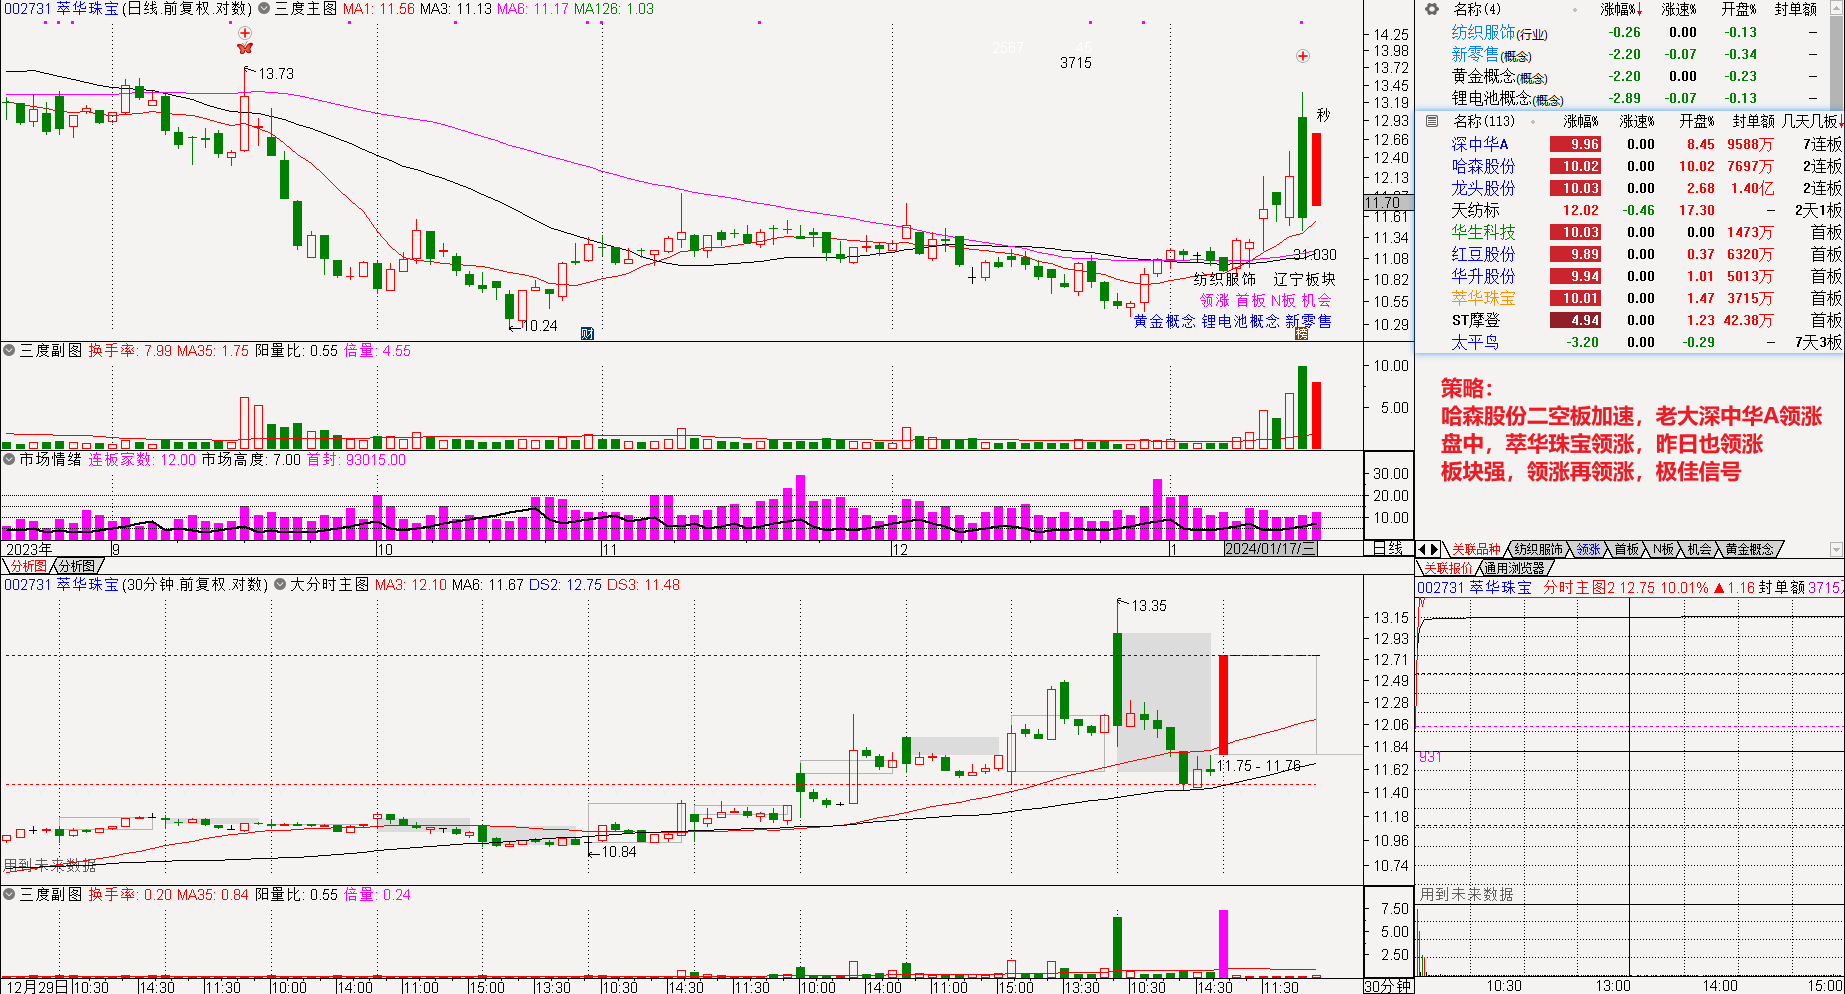 002731 萃华珠宝(日线.前复权.对数) 三度主图 MA1: 11.56 MA3: 11.13 MA6: 11.17 MA126: 1.03
13.73
2567 45
3715
秒
31.030
纺织服饰 辽宁板块
领涨 首板 N板 机会
黄金概念 锂电池概念 新零售
10.24
财
榜
14.25
13.98
13.72
13.45
13.19
12.93
12.66
12.40
12.13
11.70
11.61
11.34
11.08
10.82
10.55
10.29
三度副图 换手率: 7.99 MA35: 1.75 阳量比: 0.55 倍量: 4.55
10.00
5.00
市场情绪 连板家数: 12.00 市场高度: 7.00 首封: 93015.00
30.00
20.00
10.00
2023年 9 10 11 12 1 2024/01/17/三 日线
分析图 分析图
002731 萃华珠宝(30分钟.前复权.对数) 大分时主图 MA3: 12.10 MA6: 11.67 DS2: 12.75 DS3: 11.48
13.35
11.75 - 11.76
10.84
用到未来数据
13.15
12.93
12.71
12.49
12.28
12.06
11.84
11.62
11.40
11.18
10.96
10.74
三度副图 换手率: 0.20 MA35: 0.84 阳量比: 0.55 倍量: 0.24
7.50
5.00
2.50
12月29日 10:30 14:30 11:30 10:00 14:00 11:00 15:00 13:30 10:30 14:30 11:30 10:00 14:00 11:00 15:00 13:30 10:30 14:30 11:30 30分钟
名称(4) 涨幅%↓ 涨速% 开盘% 封单额
纺织服饰(行业) -0.26 0.00 -0.13 —
新零售(概念) -2.20 -0.07 -0.34 —
黄金概念(概念) -2.20 0.00 -0.23 —
锂电池概念(概念) -2.89 -0.07 -0.13 —
名称(113) 涨幅% 涨速% 开盘% 封单额 几天几板↓
深中华A 9.96 0.00 8.45 9588万 7连板
哈森股份 10.02 0.00 10.02 7697万 2连板
龙头股份 10.03 0.00 2.68 1.40亿 2连板
天纺标 12.02 -0.46 17.30 — 2天1板
华生科技 10.03 0.00 0.00 1473万 首板
红豆股份 9.89 0.00 0.37 6320万 首板
华升股份 9.94 0.00 1.01 5013万 首板
萃华珠宝 10.01 0.00 1.47 3715万 首板
ST摩登 4.94 0.00 1.23 42.38万 首板
太平鸟 -3.20 0.00 -0.29 — 7天3板
策略：
哈森股份二空板加速，老大深中华A领涨
盘中，萃华珠宝领涨，昨日也领涨
板块强，领涨再领涨，极佳信号
关联品种 纺织服饰 领涨 首板 N板 机会 黄金概念
关联报价 通用浏览器
002731 萃华珠宝 分时主图2 12.75 10.01% ▲1.16 封单额3715
931
用到未来数据
10:30 13:00 14:00 15:00